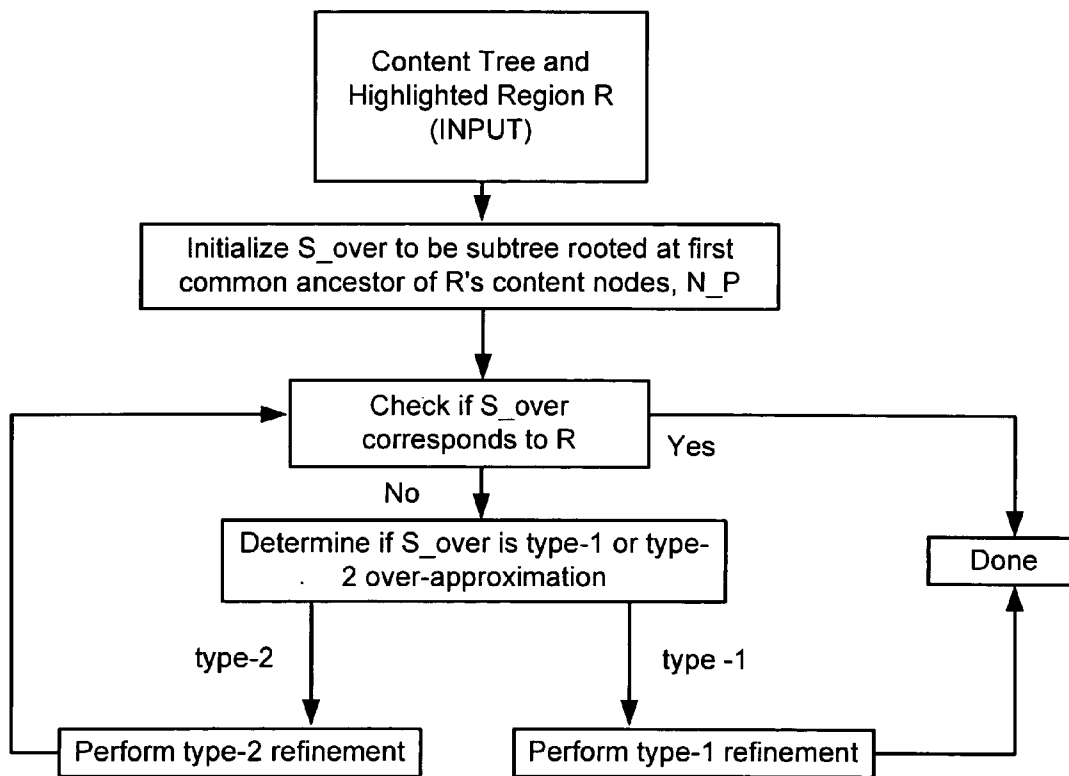 Content Tree and
Highlighted Region R
(INPUT)
Initialize S_over to be subtree rooted at first
common ancestor of R's content nodes, N_P
Check if S_over
corresponds to R
Yes
No
Determine if S_over is type-1 or type-
2 over-approximation
Done
type-2
type -1
Perform type-2 refinement
Perform type-1 refinement